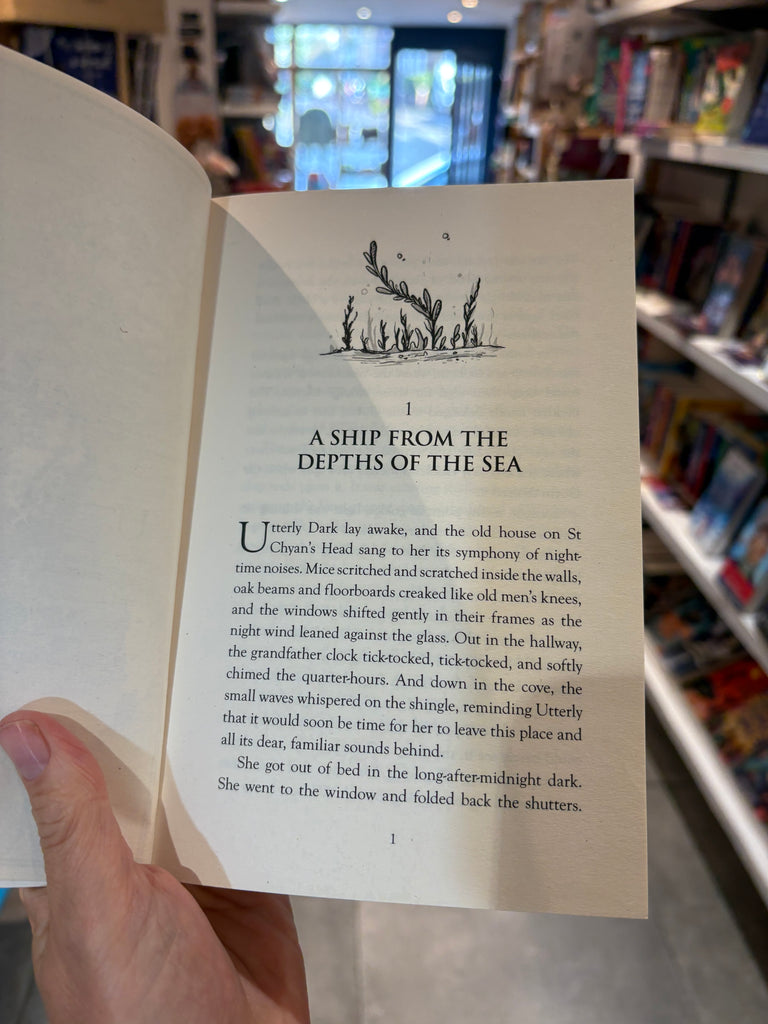 1
A SHIP FROM THE
DEPTHS OF THE SEA
Utterly Dark lay awake, and the old house on St
Chyan's Head sang to her its symphony of night-
time noises. Mice scritched and scratched inside the walls,
oak beams and floorboards creaked like old men's knees,
and the windows shifted gently in their frames as the
night wind leaned against the glass. Out in the hallway,
the grandfather clock tick-tocked, tick-tocked, and softly
chimed the quarter-hours. And down in the cove, the
small waves whispered on the shingle, reminding Utterly
that it would soon be time for her to leave this place and
all its dear, familiar sounds behind.
She got out of bed in the long-after-midnight dark.
She went to the window and folded back the shutters.
1